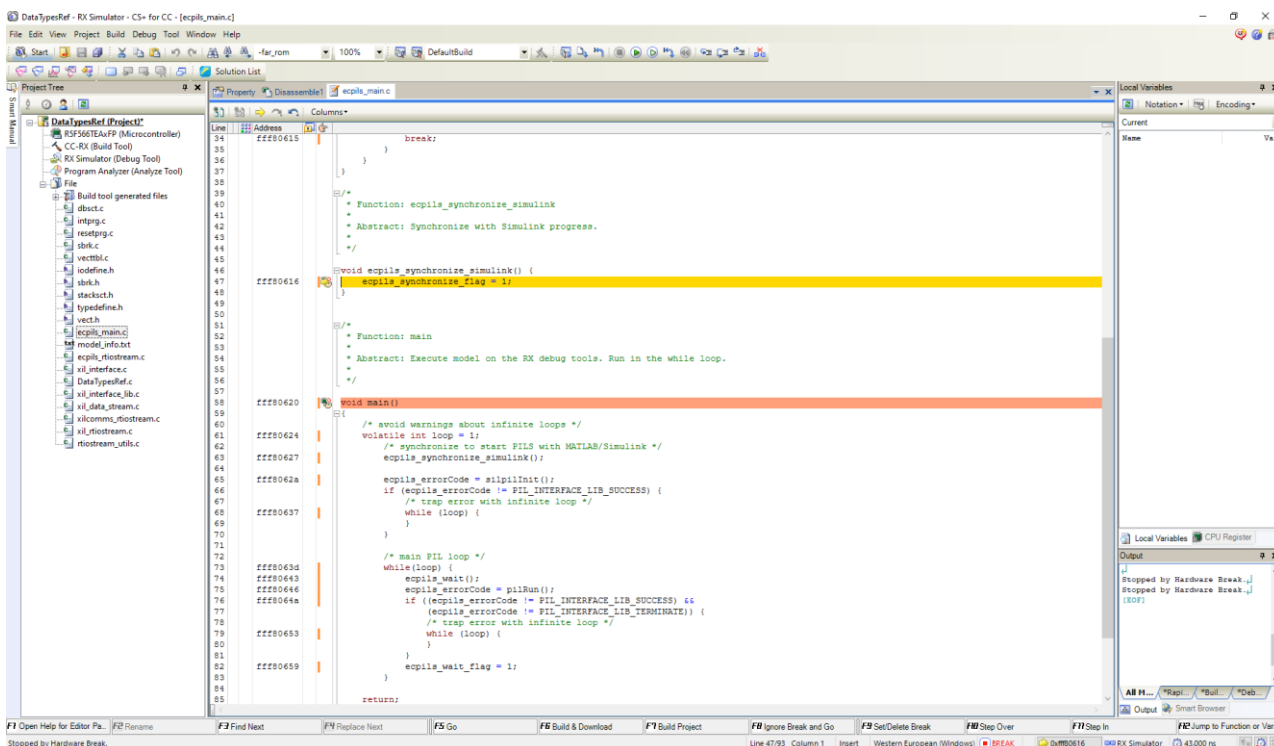 DataTypesRef - RX Simulator - CS+ for CC - [ecpils_main.c]
File Edit View Project Build Debug Tool Window Help
Start -far_rom 100% DefaultBuild
Solution List
Project Tree
Smart Manual
DataTypesRef (Project)*
R5F566TEAxFP (Microcontroller)
CC-RX (Build Tool)
RX Simulator (Debug Tool)
Program Analyzer (Analyze Tool)
File
Build tool generated files
dbsct.c
intprg.c
resetprg.c
sbrk.c
vecttbl.c
iodefine.h
sbrk.h
stacksct.h
typedefine.h
vect.h
ecpils_main.c
model_info.txt
ecpils_rtiostream.c
xil_interface.c
DataTypesRef.c
xil_interface_lib.c
xil_data_stream.c
xilcomms_rtiostream.c
xil_rtiostream.c
rtiostream_utils.c
Property Disassemble1 ecpils_main.c
Columns
Line Address
34 fff80615 break;
35 }
36 }
37 }
38
39 /*
40 * Function: ecpils_synchronize_simulink
41 *
42 * Abstract: Synchronize with Simulink progress.
43 *
44 */
45
46 void ecpils_synchronize_simulink() {
47 fff80616 ecpils_synchronize_flag = 1;
48 }
49
50
51 /*
52 * Function: main
53 *
54 * Abstract: Execute model on the RX debug tools. Run in the while loop.
55 *
56 */
57
58 fff80620 void main()
59 {
60 /* avoid warnings about infinite loops */
61 fff80624 volatile int loop = 1;
62 /* synchronize to start PILS with MATLAB/Simulink */
63 fff80627 ecpils_synchronize_simulink();
64
65 fff8062a ecpils_errorCode = silpilInit();
66 if (ecpils_errorCode != PIL_INTERFACE_LIB_SUCCESS) {
67 /* trap error with infinite loop */
68 fff80637 while (loop) {
69 }
70 }
71
72 /* main PIL loop */
73 fff8063d while(loop) {
74 fff80643 ecpils_wait();
75 fff80646 ecpils_errorCode = pilRun();
76 fff8064a if ((ecpils_errorCode != PIL_INTERFACE_LIB_SUCCESS) &&
77 (ecpils_errorCode != PIL_INTERFACE_LIB_TERMINATE)) {
78 /* trap error with infinite loop */
79 fff80653 while (loop) {
80 }
81 }
82 fff80659 ecpils_wait_flag = 1;
83 }
84
85 return;
Local Variables
Notation Encoding
Current
Name Va
Local Variables CPU Register
Output
Stopped by Hardware Break.
Stopped by Hardware Break.
[EOF]
All M... *Rapi... *Buil... *Deb...
Output Smart Browser
F1 Open Help for Editor Pa... F2 Rename F3 Find Next F4 Replace Next F5 Go F6 Build & Download F7 Build Project F8 Ignore Break and Go F9 Set/Delete Break F10 Step Over F11 Step In F12 Jump to Function or Var
Stopped by Hardware Break. Line 47/93 Column 1 Insert Western European (Windows) BREAK 0xfff80616 RX Simulator 43.000 ns